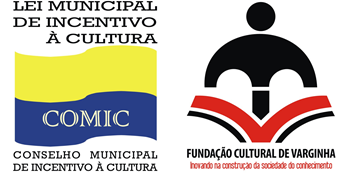 LEI MUNICIPAL
DE INCENTIVO
À CULTURA
COMIC
CONSELHO MUNICIPAL
DE INCENTIVO À CULTURA
FUNDAÇÃO CULTURAL DE VARGINHA
Inovando na construção da sociedade do conhecimento